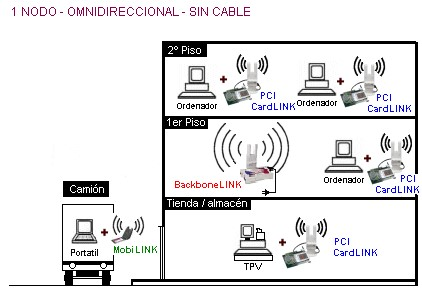 1 NODO - OMNIDIRECCIONAL - SIN CABLE
2º Piso
Ordenador
PCI
CardLINK
Ordenador
PCI
CardLINK
1er Piso
BackboneLINK
Ordenador
PCI
CardLINK
Camión
Portatil
MobiLINK
Tienda / almacén
TPV
PCI
CardLINK